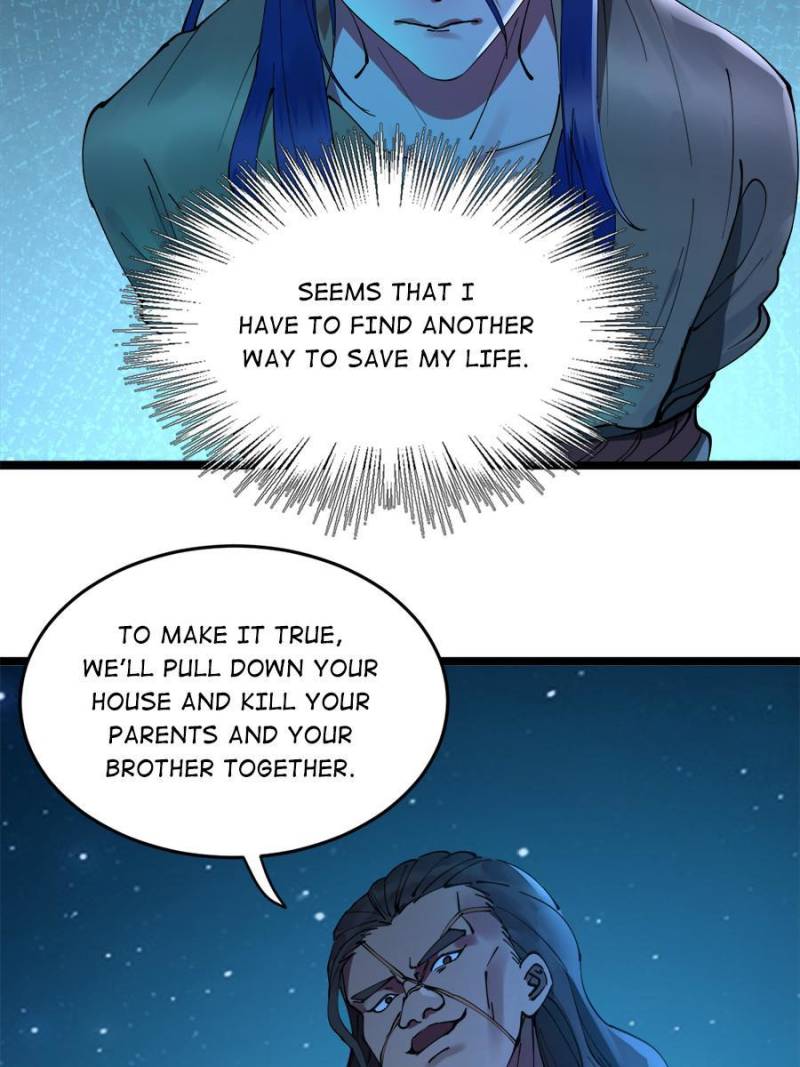 SEEMS THAT I
HAVE TO FIND ANOTHER
WAY TO SAVE MY LIFE.
TO MAKE IT TRUE,
WE'LL PULL DOWN YOUR
HOUSE AND KILL YOUR
PARENTS AND YOUR
BROTHER TOGETHER.